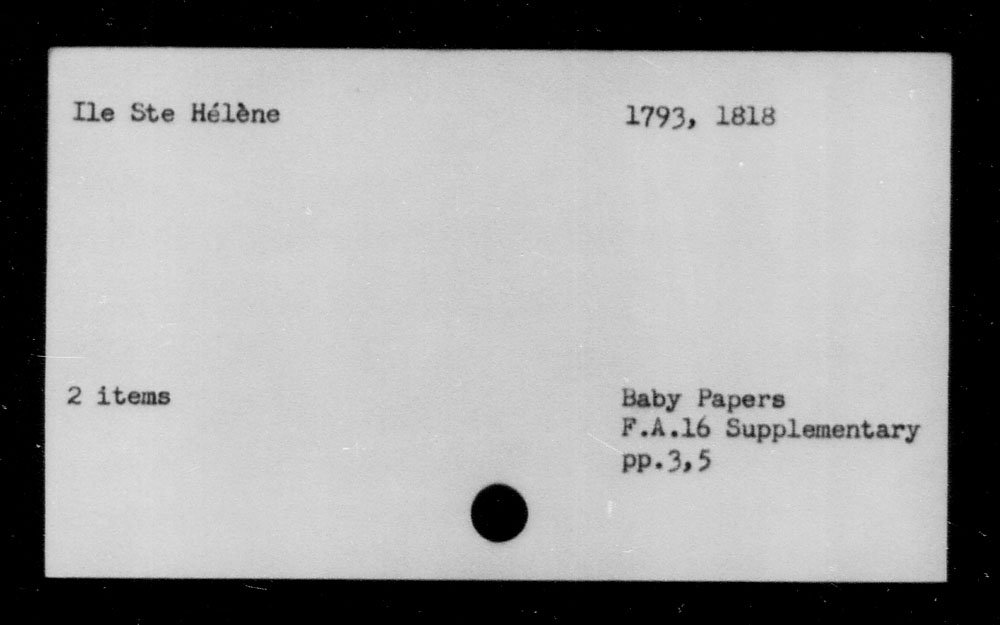 Ile Ste Hélène
1793, 1818
2 items
Baby Papers
F.A.16 Supplementary
pp.3,5